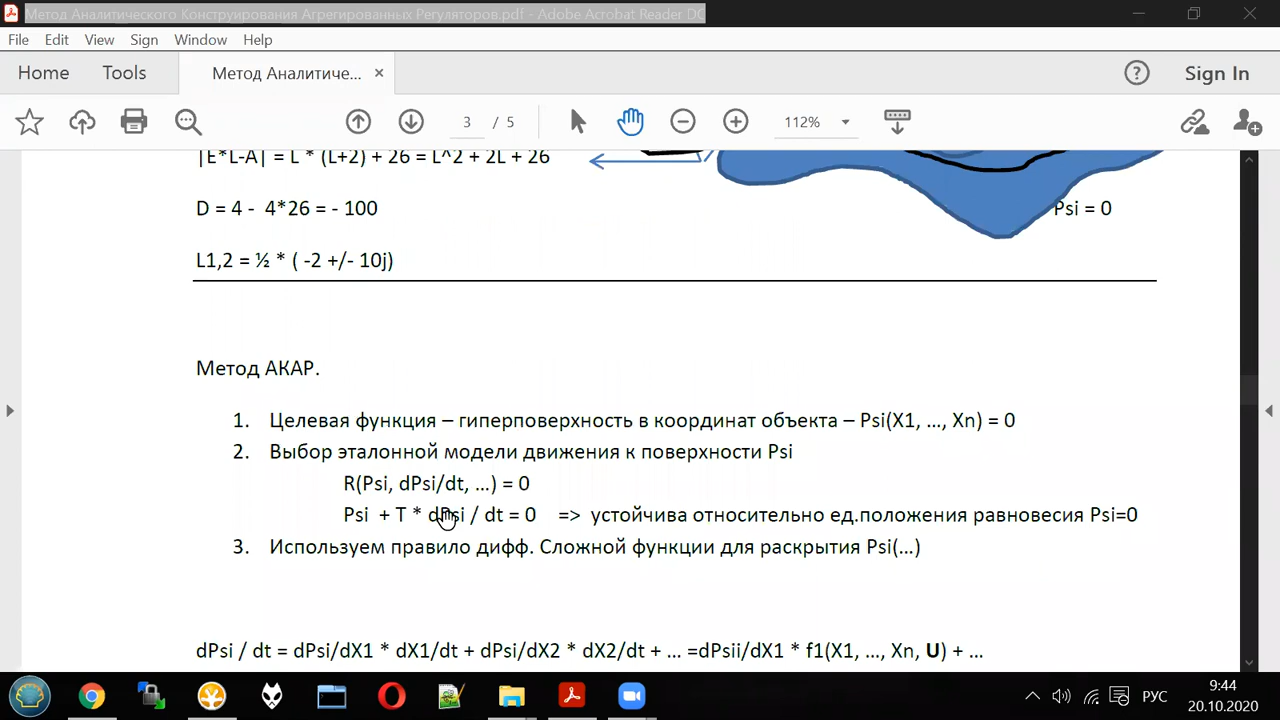 Метод Аналитического Конструирования Агрегированных Регуляторов.pdf - Adobe Acrobat Reader DC
File Edit View Sign Window Help
Home Tools Метод Аналитиче... × Sign In
3 / 5 112%
|E*L-A| = L * (L+2) + 26 = L^2 + 2L + 26
D = 4 - 4*26 = - 100
Psi = 0
L1,2 = ½ * ( -2 +/- 10j)
Метод АКАР.
1. Целевая функция – гиперповерхность в координат объекта – Psi(X1, ..., Xn) = 0
2. Выбор эталонной модели движения к поверхности Psi
R(Psi, dPsi/dt, ...) = 0
Psi + T * dPsi / dt = 0 => устойчива относительно ед.положения равновесия Psi=0
3. Используем правило дифф. Сложной функции для раскрытия Psi(...)
dPsi / dt = dPsi/dX1 * dX1/dt + dPsi/dX2 * dX2/dt + ... =dPsii/dX1 * f1(X1, ..., Xn, U) + ...
РУС
9:44
20.10.2020